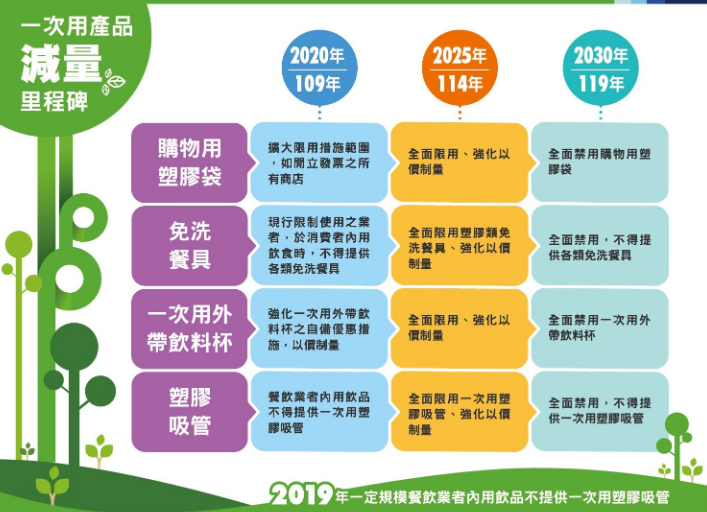 一次用產品
減量
里程碑
2020年
109年
2025年
114年
2030年
119年
購物用
塑膠袋
擴大限用措施範圍
，如開立發票之所
有商店
全面限用、強化以
價制量
全面禁用購物用塑
膠袋
免洗
餐具
現行限制使用之業
者，於消費者內用
飲食時，不得提供
各類免洗餐具
全面限用塑膠類免
洗餐具、強化以價
制量
全面禁用，不得提
供各類免洗餐具
一次用外
帶飲料杯
強化一次用外帶飲
料杯之自備優惠措
施，以價制量
全面限用、強化以
價制量
全面禁用一次用外
帶飲料杯
塑膠
吸管
餐飲業者內用飲品
不得提供一次用塑
膠吸管
全面限用一次用塑
膠吸管、強化以價
制量
全面禁用，不得提
供一次用塑膠吸管
2019年一定規模餐飲業者內用飲品不提供一次用塑膠吸管